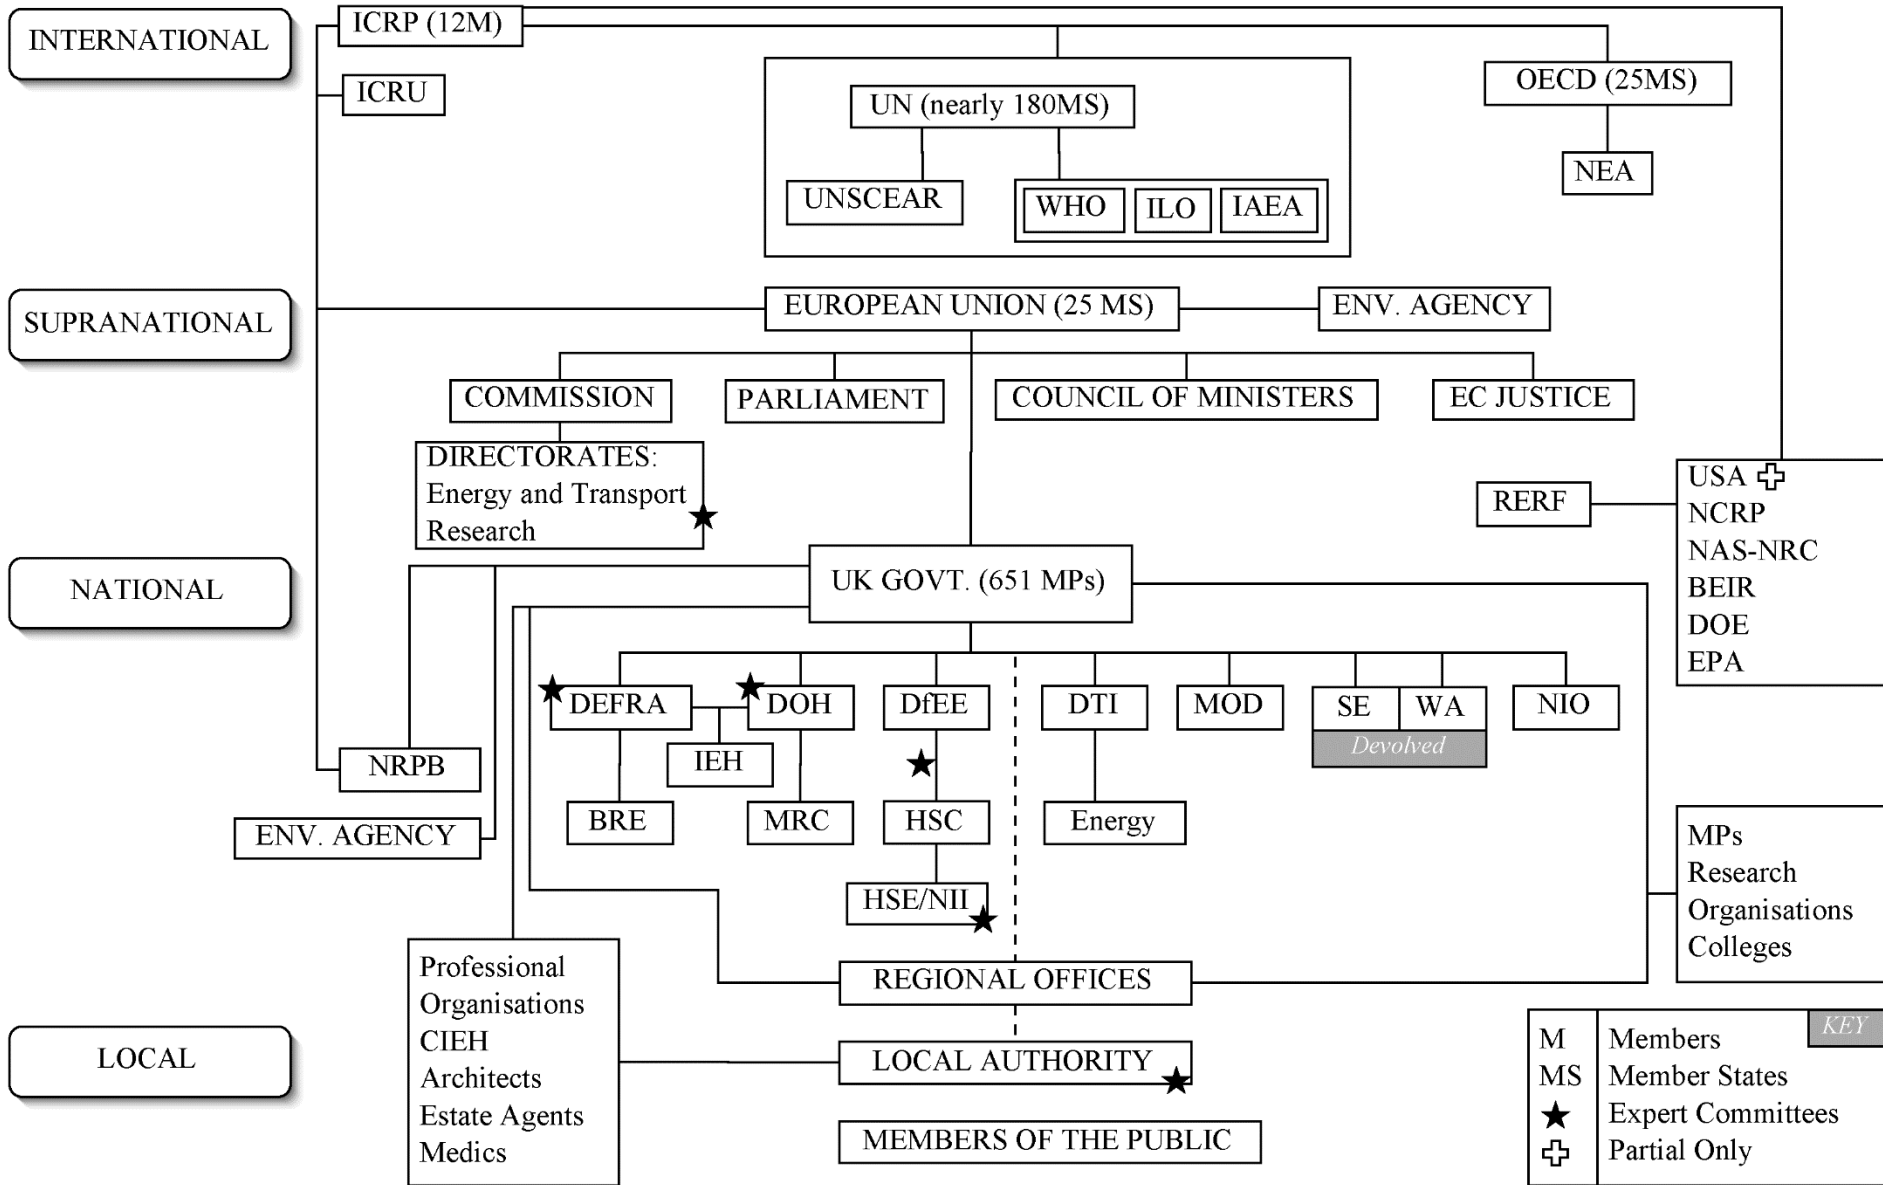 INTERNATIONAL
ICRP (12M)
ICRU
UN (nearly 180MS)
OECD (25MS)
UNSCEAR
WHO
ILO
IAEA
NEA
SUPRANATIONAL
EUROPEAN UNION (25 MS)
ENV. AGENCY
COMMISSION
PARLIAMENT
COUNCIL OF MINISTERS
EC JUSTICE
DIRECTORATES:
Energy and Transport
Research
RERF
USA
NCRP
NAS-NRC
BEIR
DOE
EPA
NATIONAL
UK GOVT. (651 MPs)
DEFRA
DOH
DfEE
DTI
MOD
SE
WA
NIO
Devolved
IEH
NRPB
BRE
MRC
HSC
Energy
ENV. AGENCY
HSE/NII
MPs
Research
Organisations
Colleges
Professional
Organisations
CIEH
Architects
Estate Agents
Medics
REGIONAL OFFICES
LOCAL
LOCAL AUTHORITY
MEMBERS OF THE PUBLIC
KEY
M Members
MS Member States
★ Expert Committees
✚ Partial Only